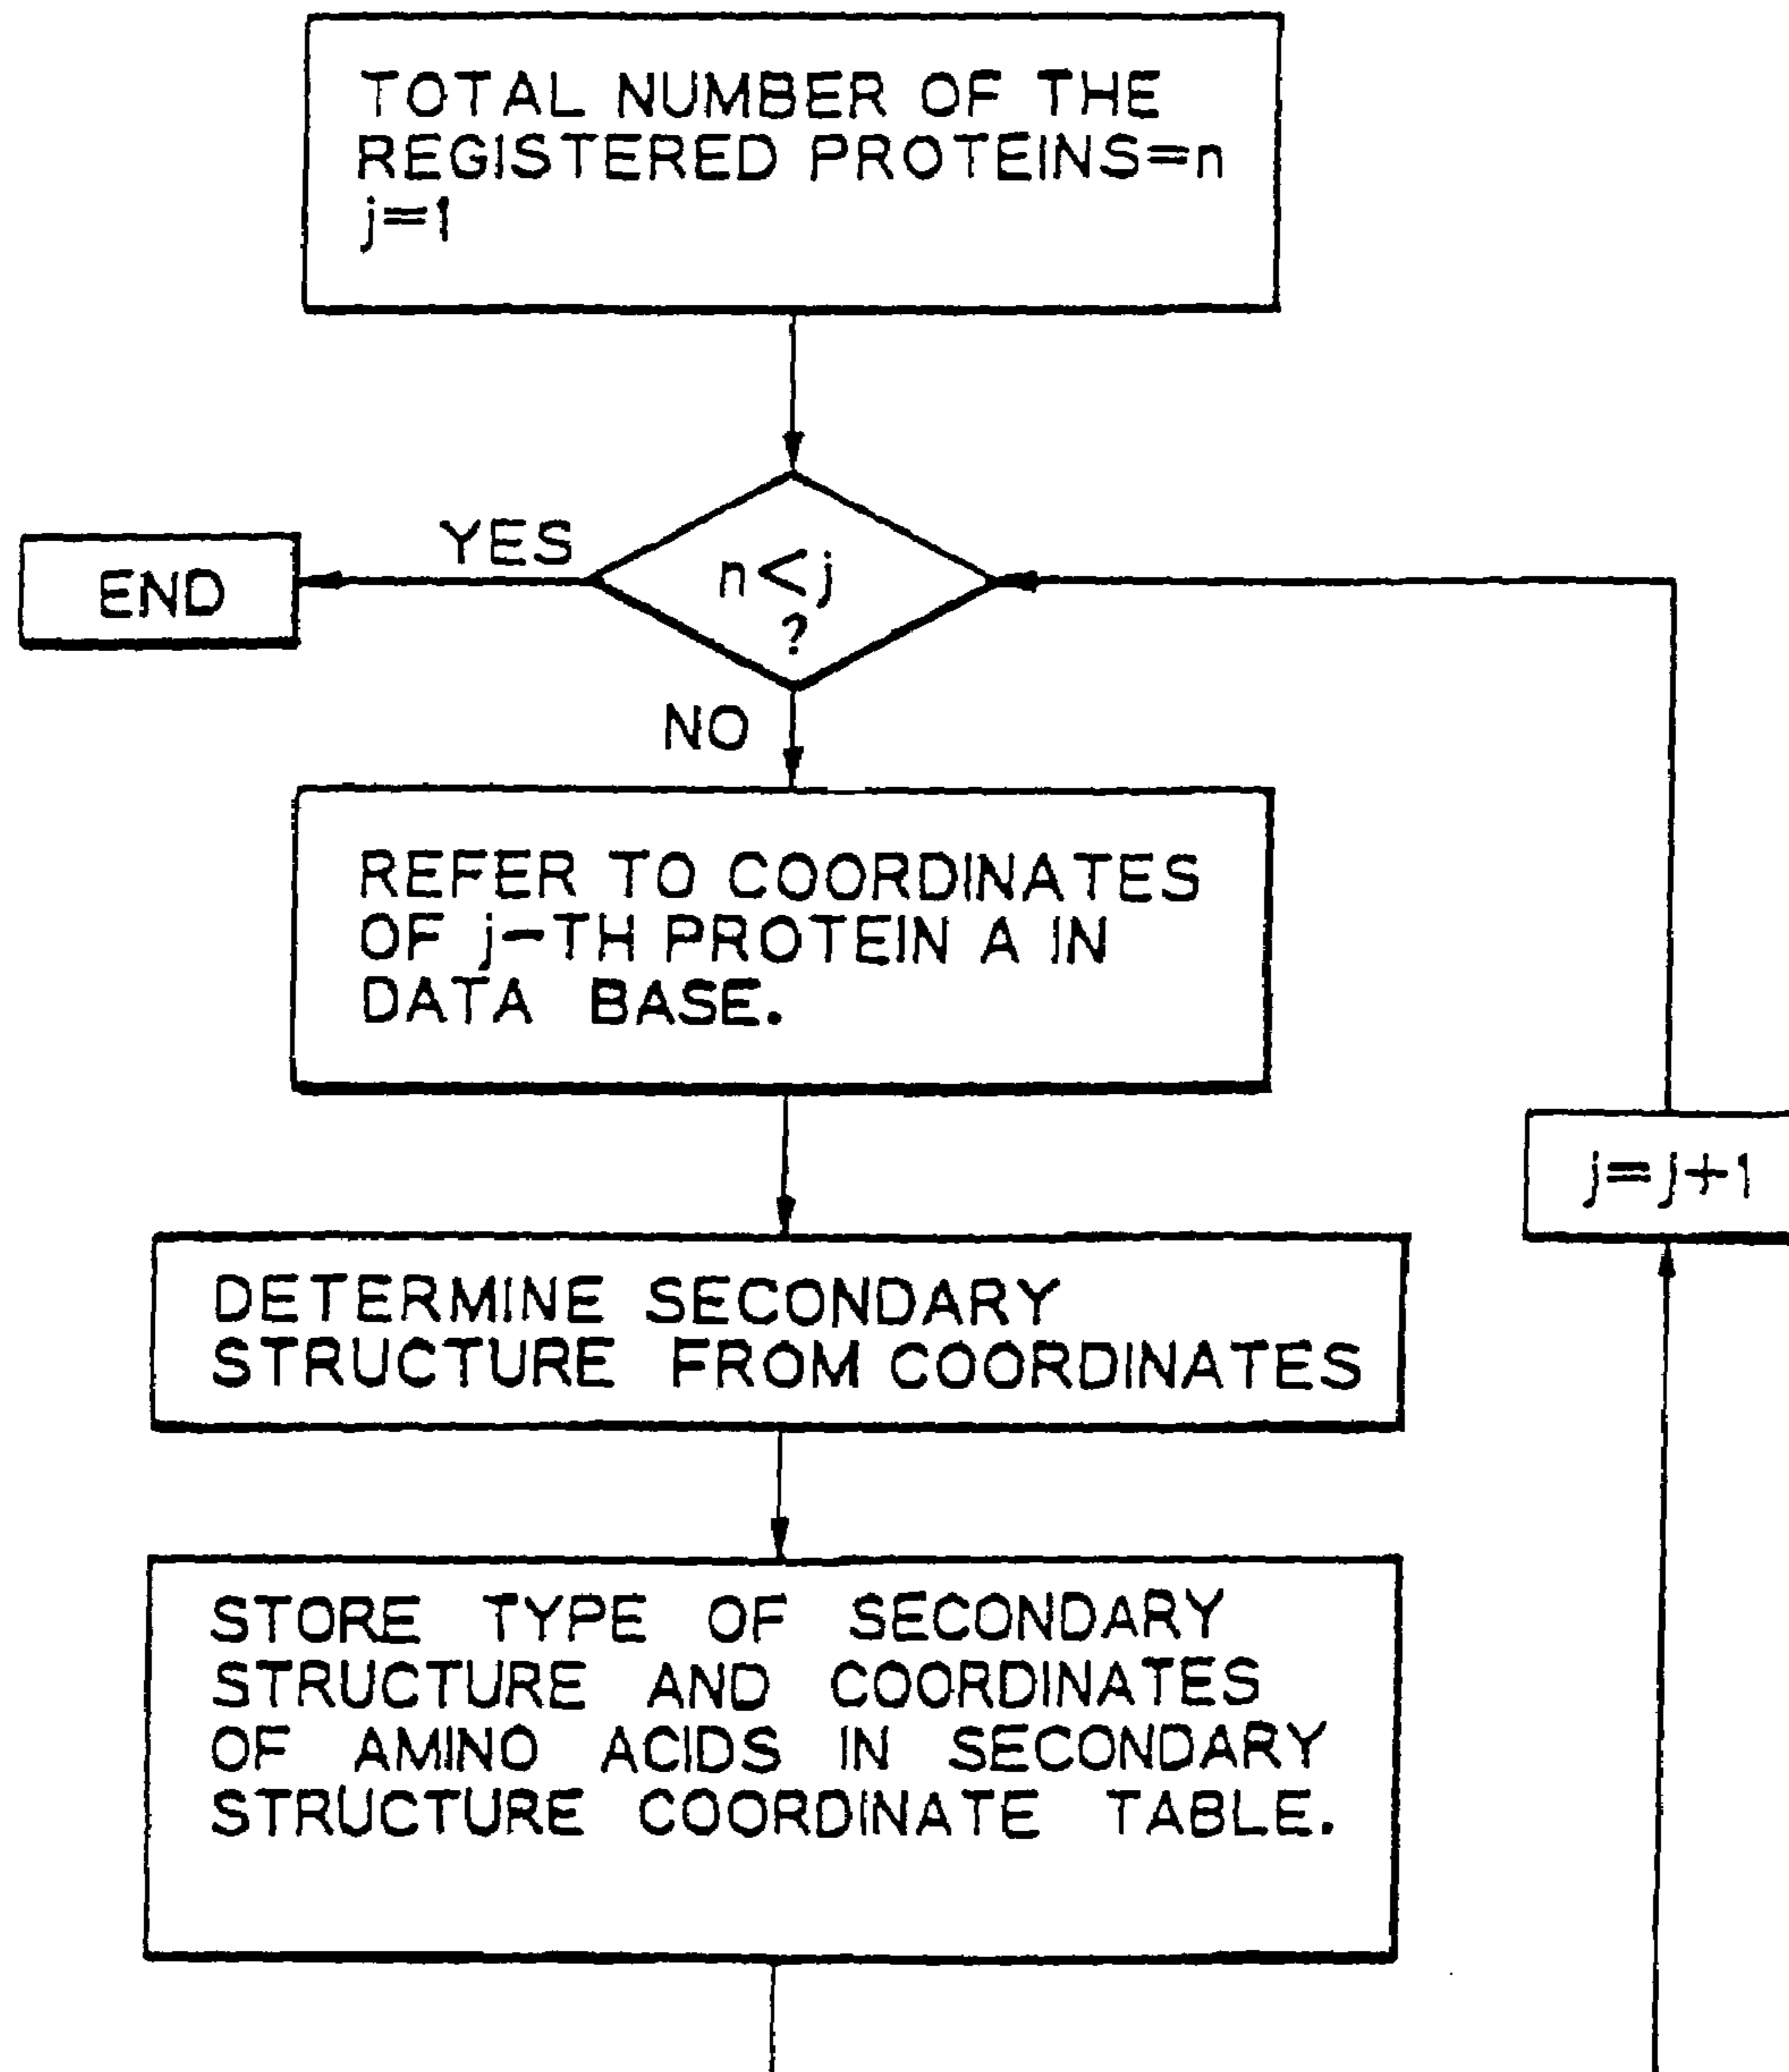 TOTAL NUMBER OF THE
REGISTERED PROTEINS=n
j=1
YES
n<j
?
END
NO
REFER TO COORDINATES
OF j-TH PROTEIN A IN
DATA BASE.
j=j+1
DETERMINE SECONDARY
STRUCTURE FROM COORDINATES
STORE TYPE OF SECONDARY
STRUCTURE AND COORDINATES
OF AMINO ACIDS IN SECONDARY
STRUCTURE COORDINATE TABLE.